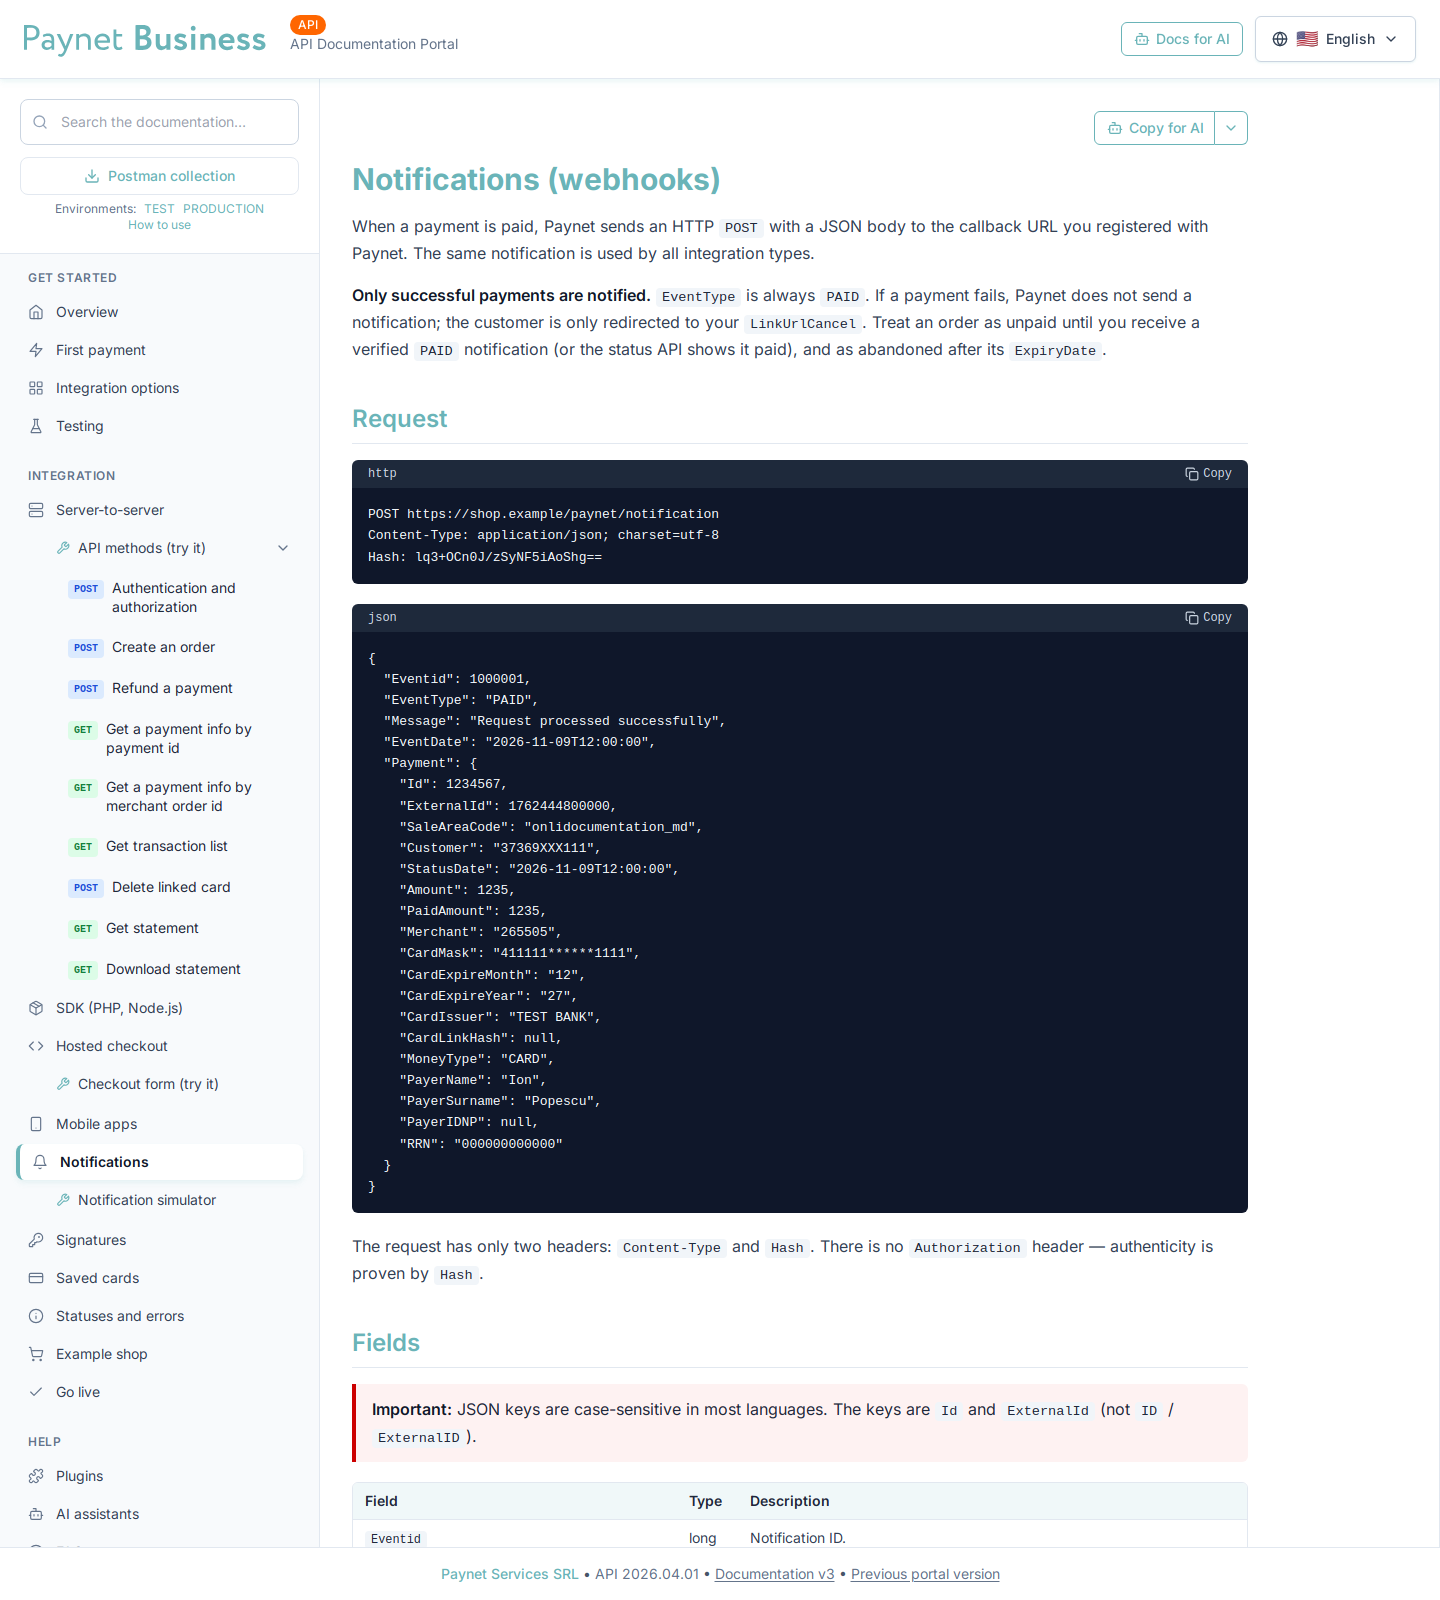 Paynet Business
API
API Documentation Portal
Docs for AI
English
Search the documentation...
Postman collection
Environments: TEST PRODUCTION
How to use
GET STARTED
Overview
First payment
Integration options
Testing
INTEGRATION
Server-to-server
API methods (try it)
POST Authentication and
authorization
POST Create an order
POST Refund a payment
GET Get a payment info by
payment id
GET Get a payment info by
merchant order id
GET Get transaction list
POST Delete linked card
GET Get statement
GET Download statement
SDK (PHP, Node.js)
Hosted checkout
Checkout form (try it)
Mobile apps
Notifications
Notification simulator
Signatures
Saved cards
Statuses and errors
Example shop
Go live
HELP
Plugins
AI assistants
Copy for AI
Notifications (webhooks)
When a payment is paid, Paynet sends an HTTP POST with a JSON body to the callback URL you registered with
Paynet. The same notification is used by all integration types.
Only successful payments are notified. EventType is always PAID. If a payment fails, Paynet does not send a
notification; the customer is only redirected to your LinkUrlCancel. Treat an order as unpaid until you receive a
verified PAID notification (or the status API shows it paid), and as abandoned after its ExpiryDate.
Request
http
Copy
POST https://shop.example/paynet/notification
Content-Type: application/json; charset=utf-8
Hash: lq3+OCn0J/zSyNF5iAoShg==
json
Copy
{
"Eventid": 1000001,
"EventType": "PAID",
"Message": "Request processed successfully",
"EventDate": "2026-11-09T12:00:00",
"Payment": {
"Id": 1234567,
"ExternalId": 1762444800000,
"SaleAreaCode": "onlidocumentation_md",
"Customer": "37369XXX111",
"StatusDate": "2026-11-09T12:00:00",
"Amount": 1235,
"PaidAmount": 1235,
"Merchant": "265505",
"CardMask": "411111******1111",
"CardExpireMonth": "12",
"CardExpireYear": "27",
"CardIssuer": "TEST BANK",
"CardLinkHash": null,
"MoneyType": "CARD",
"PayerName": "Ion",
"PayerSurname": "Popescu",
"PayerIDNP": null,
"RRN": "000000000000"
}
}
The request has only two headers: Content-Type and Hash. There is no Authorization header — authenticity is
proven by Hash.
Fields
Important: JSON keys are case-sensitive in most languages. The keys are Id and ExternalId (not ID /
ExternalID).
Field Type Description
Eventid long Notification ID.
Paynet Services SRL • API 2026.04.01 • Documentation v3 • Previous portal version